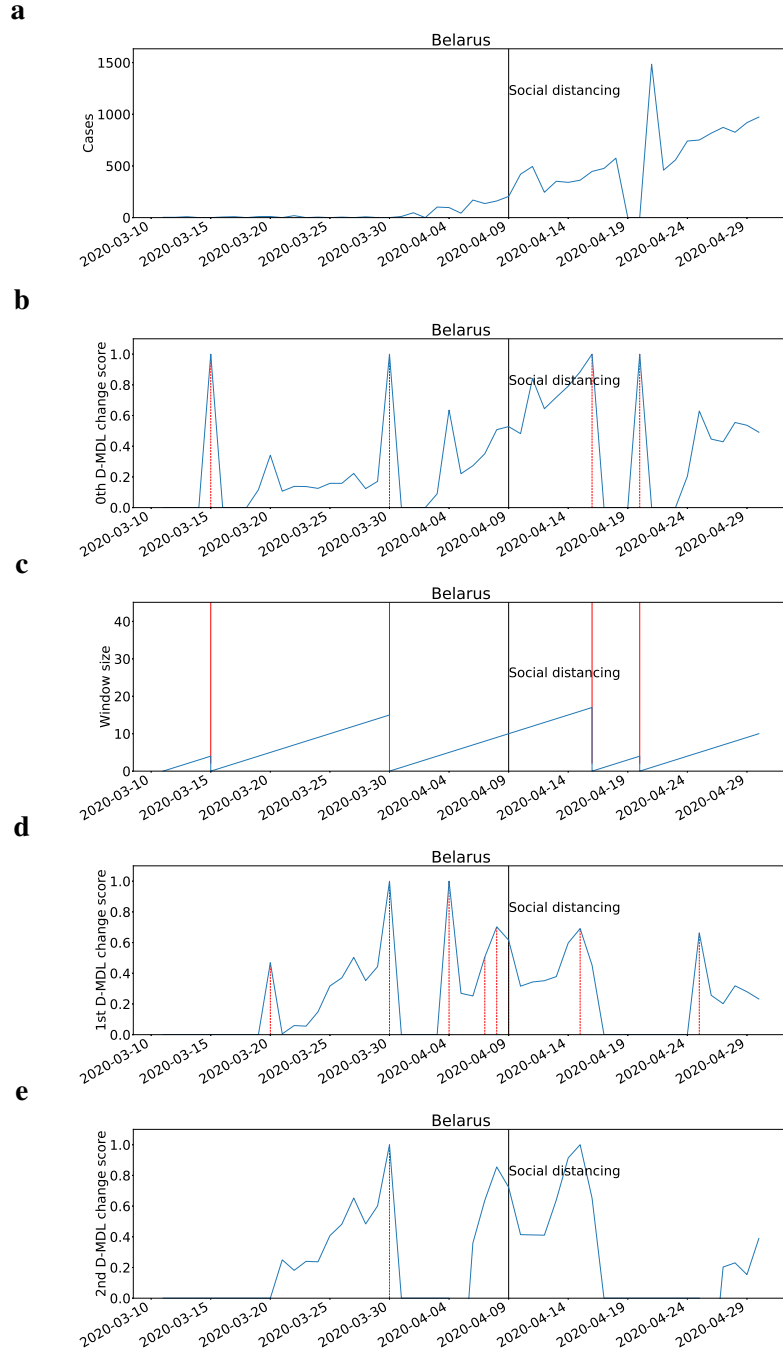 a
Belarus
Social distancing
Cases
1500
1000
500
0
2020-03-10 2020-03-15 2020-03-20 2020-03-25 2020-03-30 2020-04-04 2020-04-09 2020-04-14 2020-04-19 2020-04-24 2020-04-29
b
Belarus
Social distancing
0th D-MDL change score
1.0
0.8
0.6
0.4
0.2
0.0
2020-03-10 2020-03-15 2020-03-20 2020-03-25 2020-03-30 2020-04-04 2020-04-09 2020-04-14 2020-04-19 2020-04-24 2020-04-29
c
Belarus
Social distancing
Window size
40
30
20
10
0
2020-03-10 2020-03-15 2020-03-20 2020-03-25 2020-03-30 2020-04-04 2020-04-09 2020-04-14 2020-04-19 2020-04-24 2020-04-29
d
Belarus
Social distancing
1st D-MDL change score
1.0
0.8
0.6
0.4
0.2
0.0
2020-03-10 2020-03-15 2020-03-20 2020-03-25 2020-03-30 2020-04-04 2020-04-09 2020-04-14 2020-04-19 2020-04-24 2020-04-29
e
Belarus
Social distancing
2nd D-MDL change score
1.0
0.8
0.6
0.4
0.2
0.0
2020-03-10 2020-03-15 2020-03-20 2020-03-25 2020-03-30 2020-04-04 2020-04-09 2020-04-14 2020-04-19 2020-04-24 2020-04-29